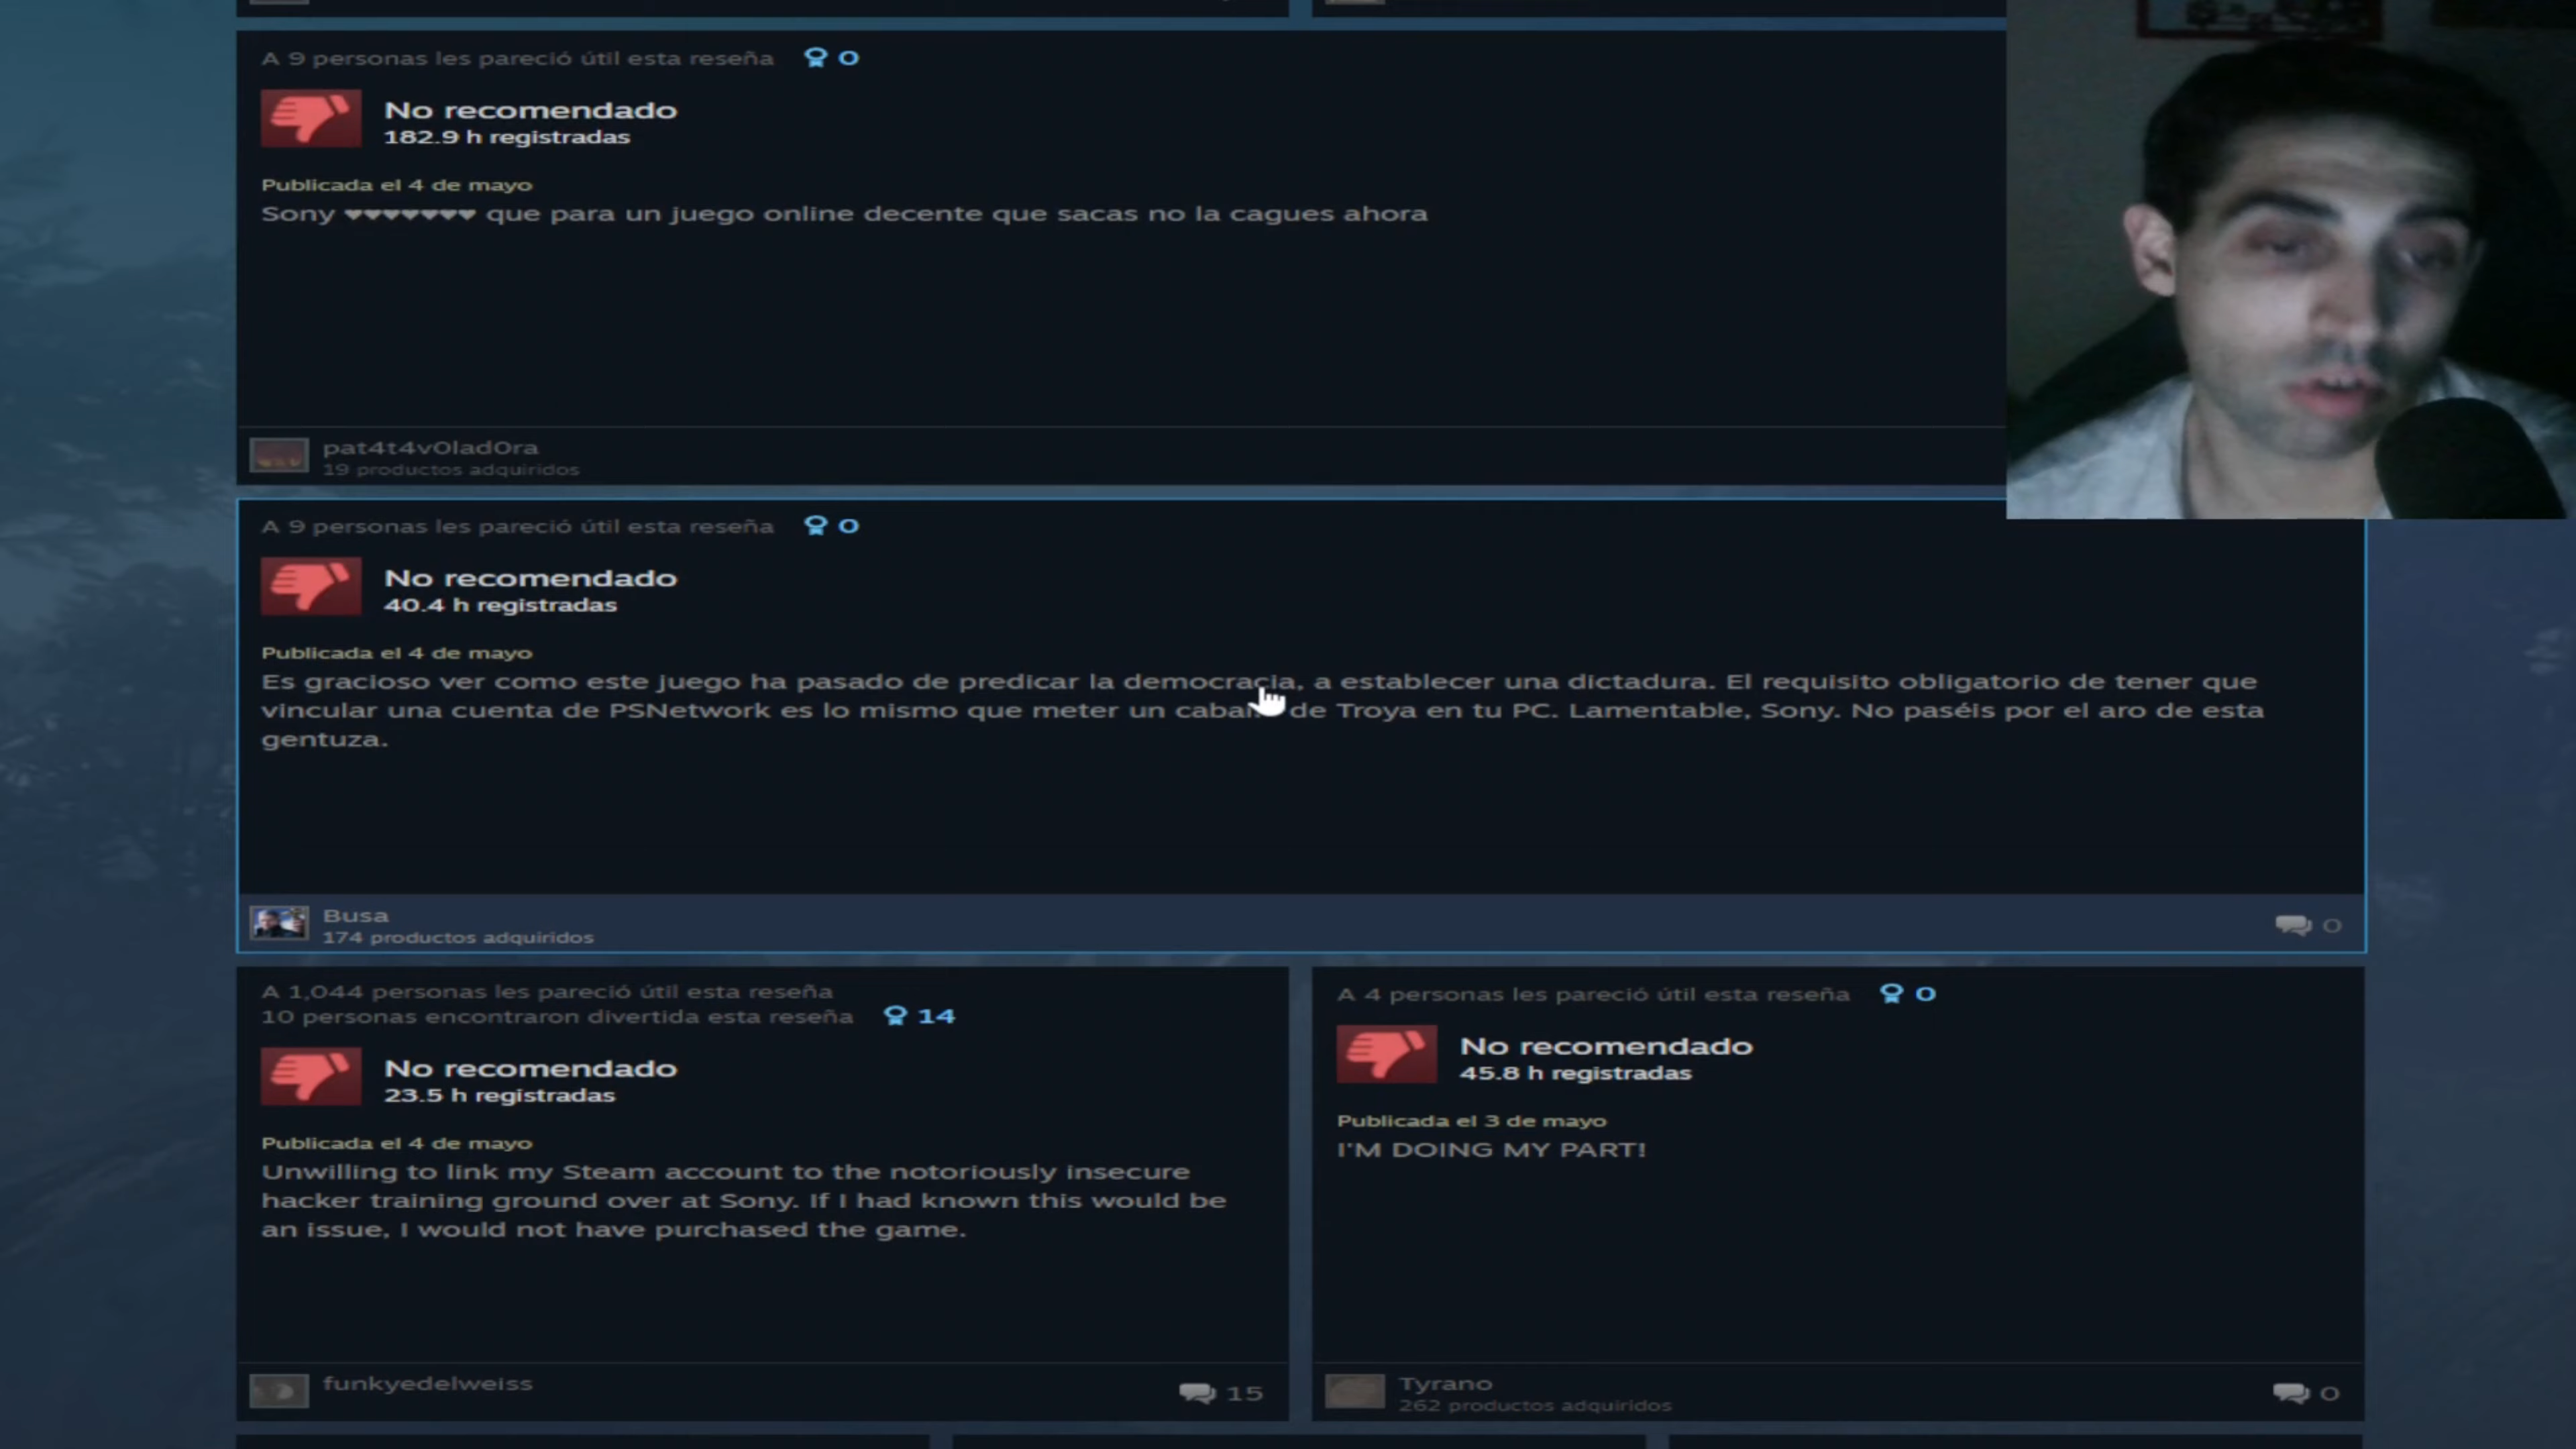 A 9 personas les pareció útil esta reseña 0
No recomendado
182.9 h registradas
Publicada el 4 de mayo
Sony ♥♥♥♥♥♥♥ que para un juego online decente que sacas no la cagues ahora
pat4t4v0lad0ra
19 productos adquiridos
A 9 personas les pareció útil esta reseña 0
No recomendado
40.4 h registradas
Publicada el 4 de mayo
Es gracioso ver como este juego ha pasado de predicar la democracia, a establecer una dictadura. El requisito obligatorio de tener que
vincular una cuenta de PSNetwork es lo mismo que meter un de Troya en tu PC. Lamentable, Sony. No paséis por el aro de esta
gentuza.
Busa
174 productos adquiridos
0
A 1,044 personas les pareció útil esta reseña
10 personas encontraron divertida esta reseña 14
No recomendado
23.5 h registradas
Publicada el 4 de mayo
Unwilling to link my Steam account to the notoriously insecure
hacker training ground over at Sony. If I had known this would be
an issue, I would not have purchased the game.
funkyedelweiss
15
A 4 personas les pareció útil esta reseña 0
No recomendado
45.8 h registradas
Publicada el 3 de mayo
I'M DOING MY PART!
Tyrano
262 productos adquiridos
0